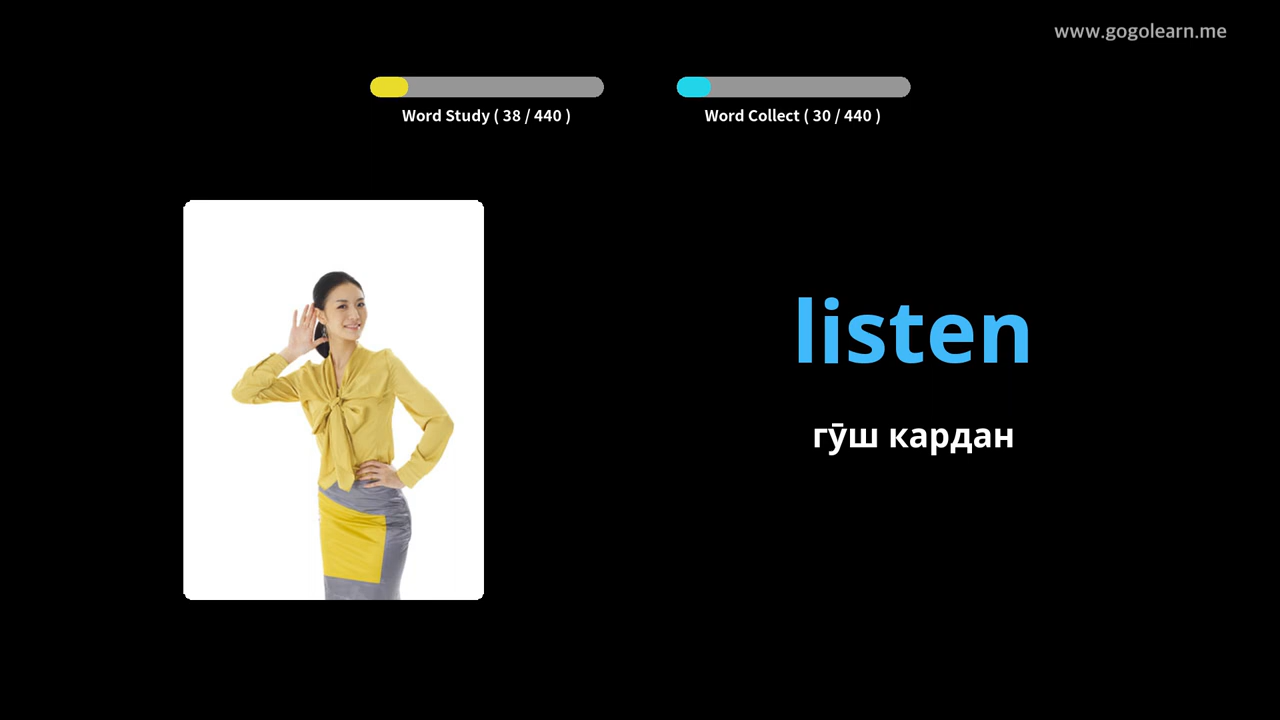 www.gogolearn.me
Word Study ( 38 / 440 )
Word Collect ( 30 / 440 )
listen
гӯш кардан